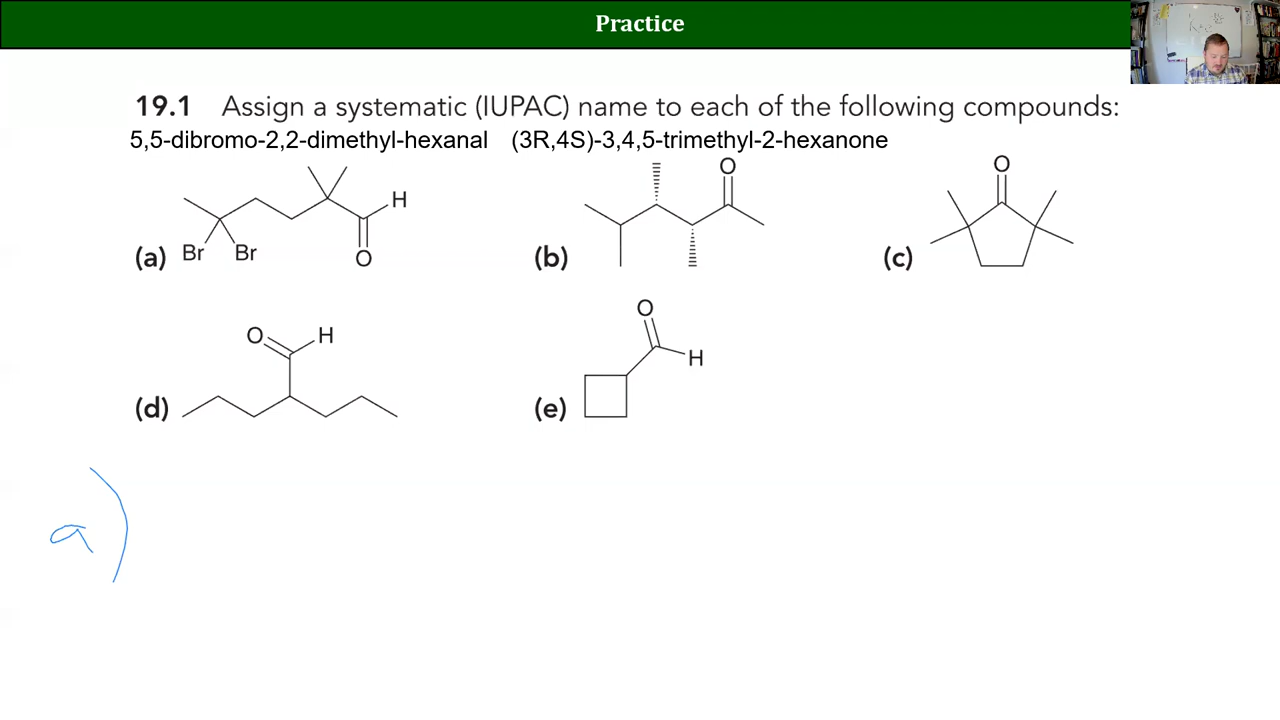 Practice
19.1 Assign a systematic (IUPAC) name to each of the following compounds:
5,5-dibromo-2,2-dimethyl-hexanal (3R,4S)-3,4,5-trimethyl-2-hexanone
(a) Br Br H O
(b) O
(c) O
(d) O H
(e) O H
a)